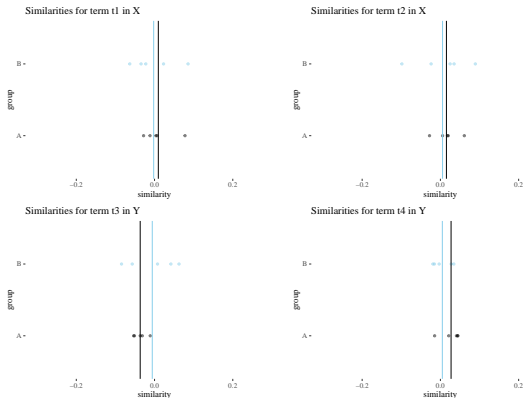 Similarities for term t1 in X
B
group
A
−0.2 0.0 0.2
similarity
Similarities for term t2 in X
B
group
A
−0.2 0.0 0.2
similarity
Similarities for term t3 in Y
B
group
A
−0.2 0.0 0.2
similarity
Similarities for term t4 in Y
B
group
A
−0.2 0.0 0.2
similarity